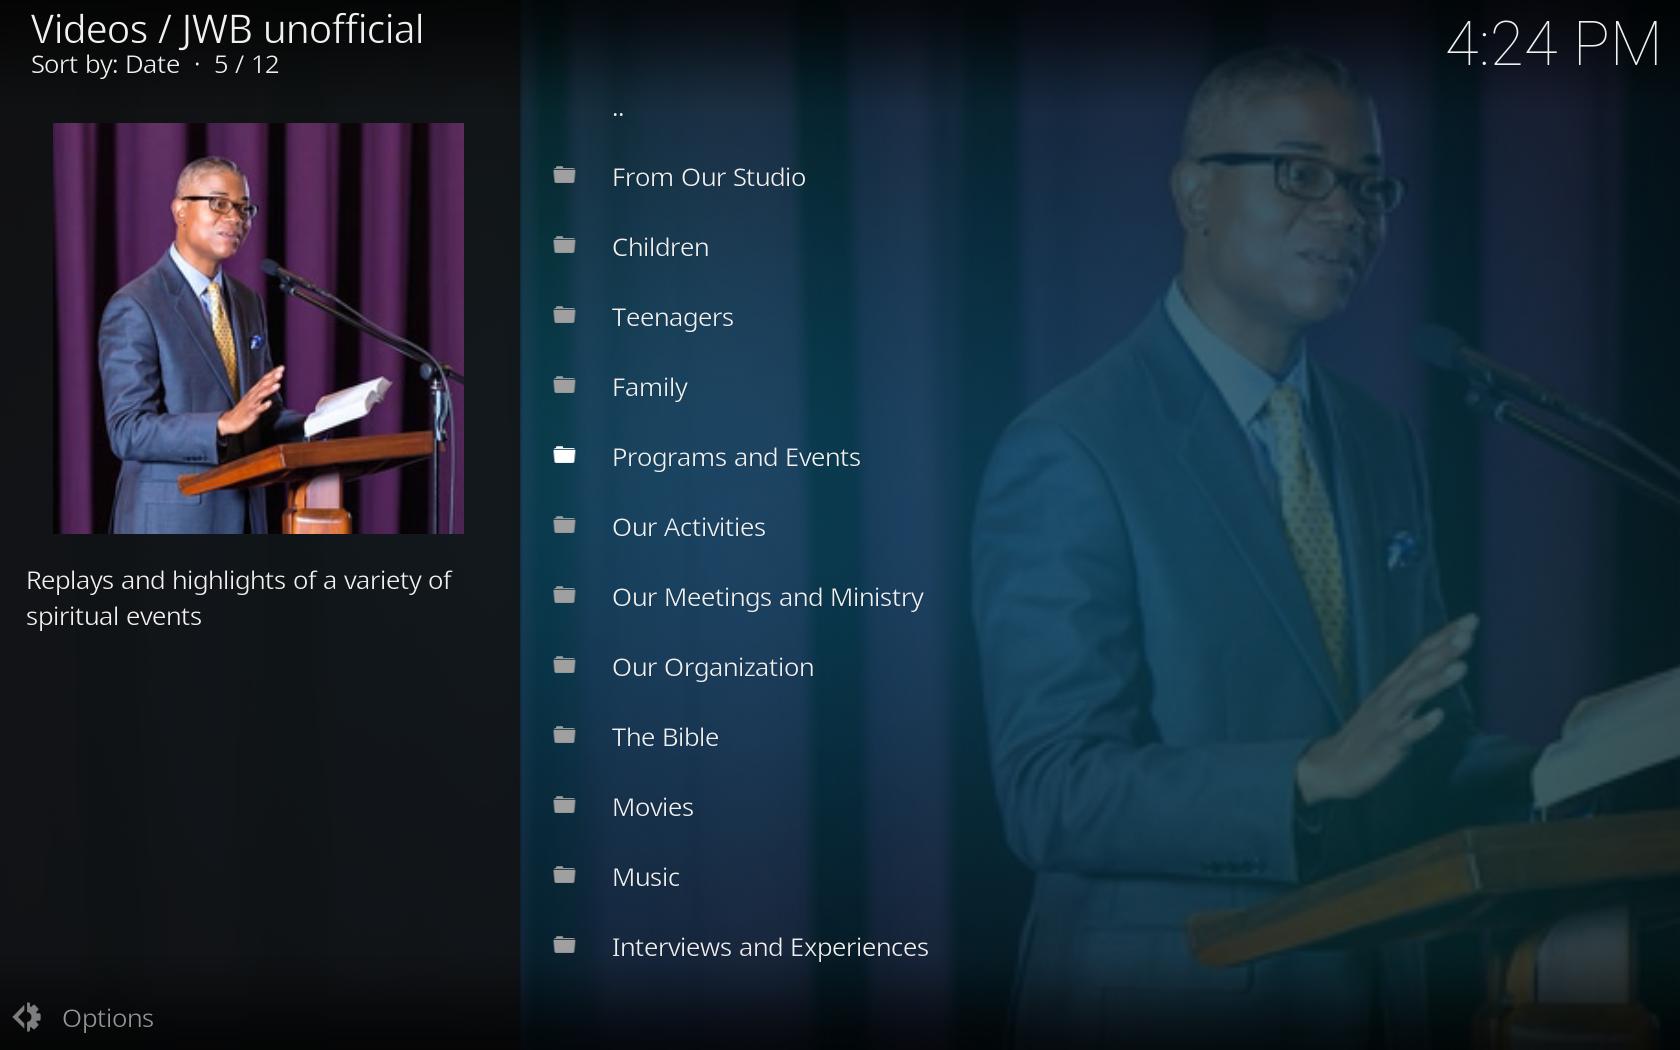 Videos / JWB unofficial
Sort by: Date · 5 / 12
4:24 PM
..
From Our Studio
Children
Teenagers
Family
Programs and Events
Our Activities
Our Meetings and Ministry
Our Organization
The Bible
Movies
Music
Interviews and Experiences
Replays and highlights of a variety of
spiritual events
Options